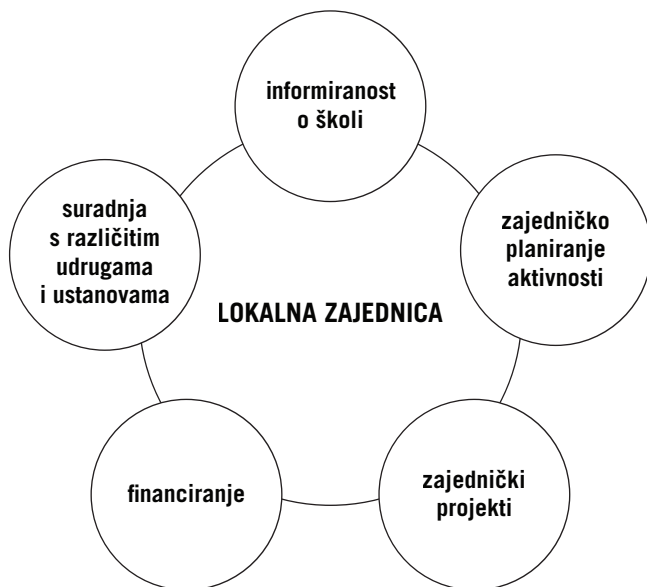 informiranost
o školi
suradnja
s različitim
udrugama
i ustanovama
zajedničko
planiranje
aktivnosti
LOKALNA ZAJEDNICA
financiranje
zajednički
projekti